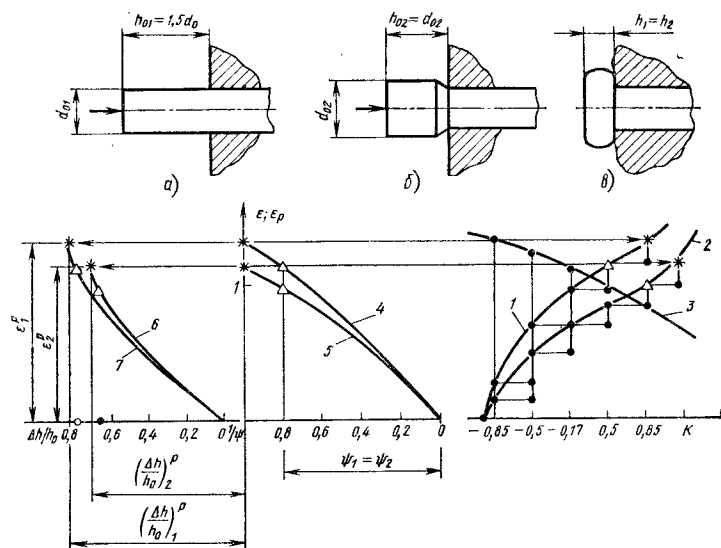 h₀₁ = 1,5d₀
h₀₂ = d₀₂
h₁ = h₂
d₀₁
d₀₂
а)
б)
в)
ε; εₚ
1
ε₁ᵖ
ε₂ᵖ
6
7
4
5
1
2
3
Δh/h₀ 0,8 0,6 0,4 0,2 0 1/ψ 0,8 0,6 0,4 0,2 0
−0,85 −0,5 −0,17 0,5 0,85 К
(Δh/h₀)₂ᵖ
ψ₁ = ψ₂
(Δh/h₀)₁ᵖ